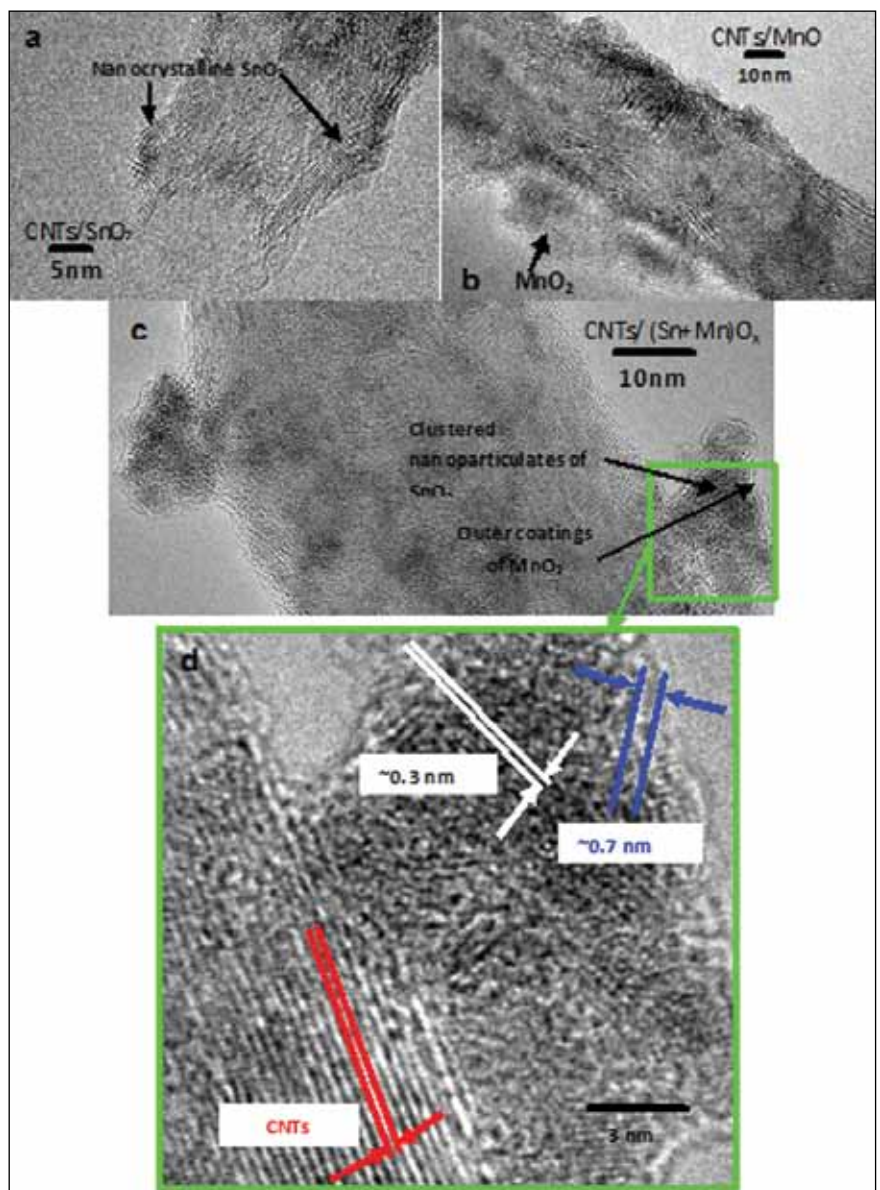 a
Nanocrystalline SnO₂
CNTs/SnO₂
5nm
CNTs/MnO
10nm
b
MnO₂
c
CNTs/ (Sn+Mn)Oₓ
10nm
Clustered
nanoparticulates of
SnO₂
Outer coatings
of MnO₂
d
~0.3 nm
~0.7 nm
CNTs
3 nm